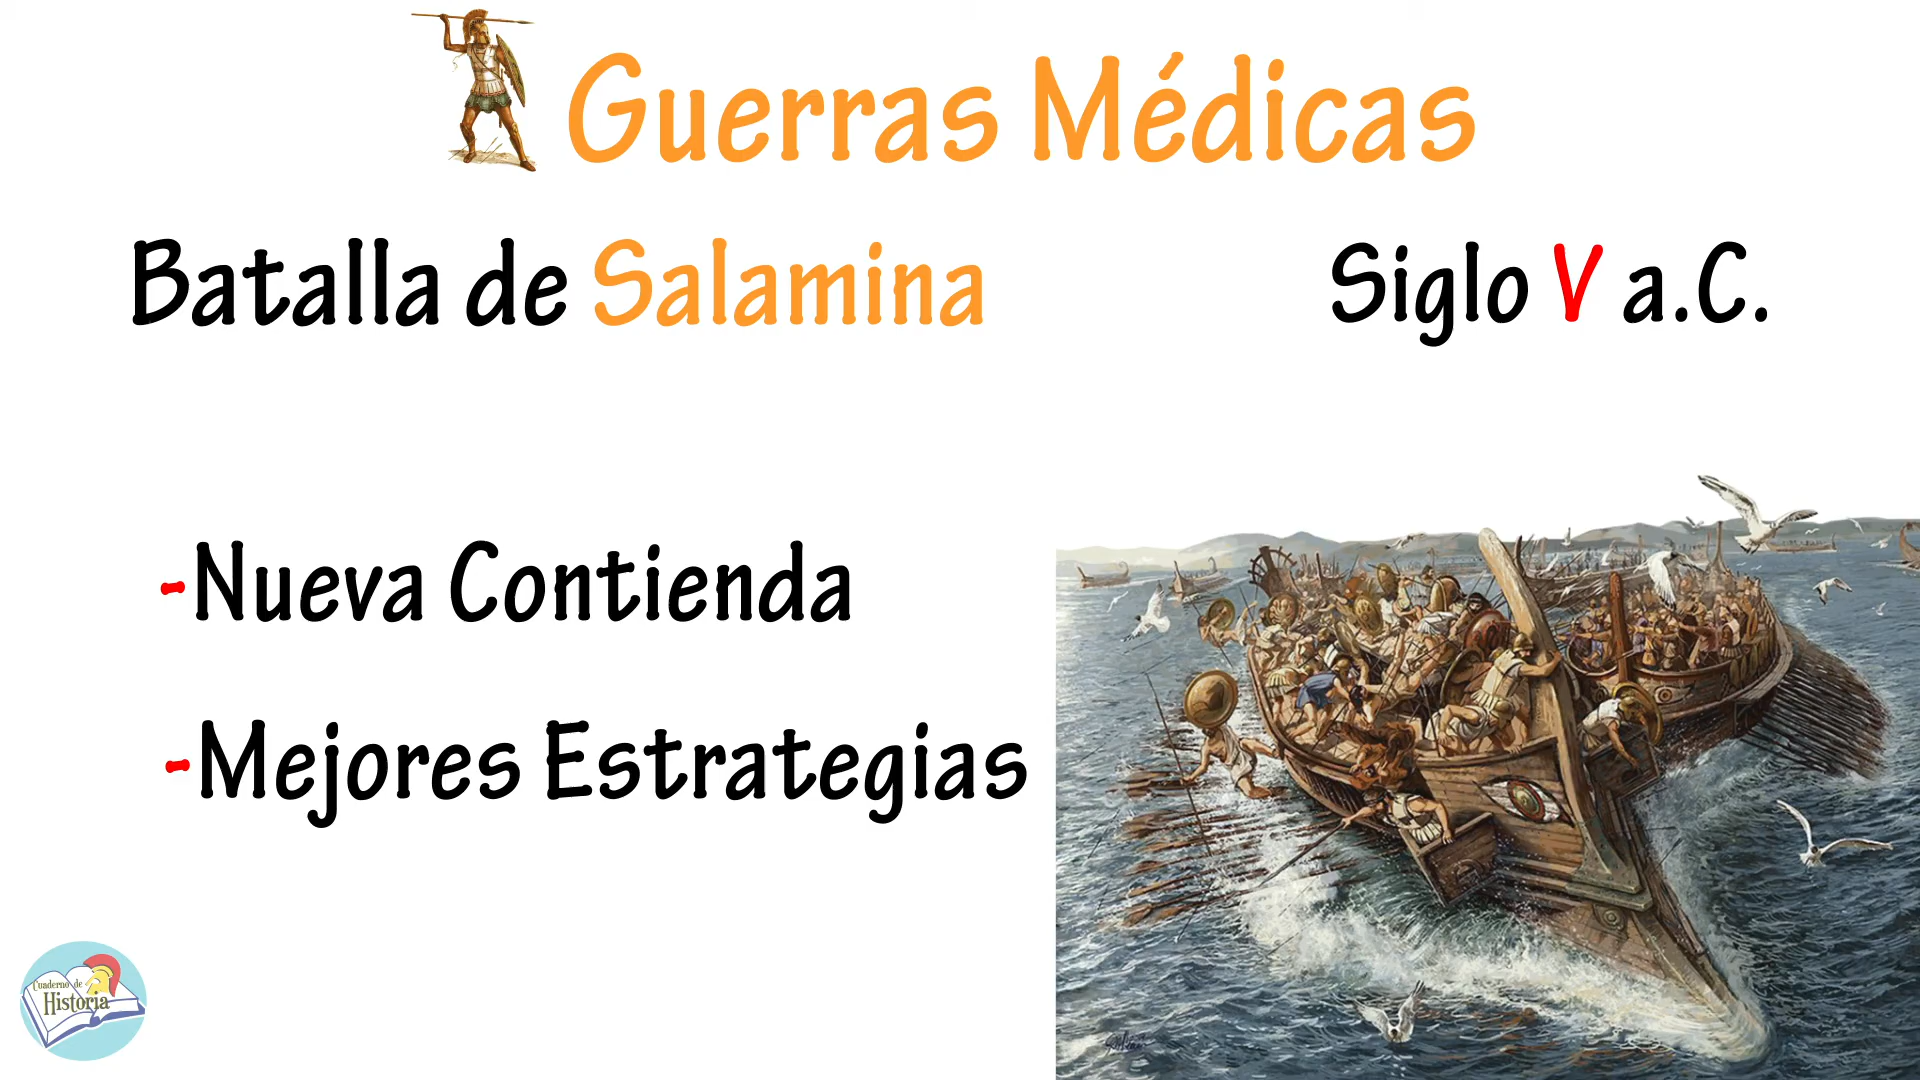 Guerras Médicas
Batalla de Salamina
Siglo V a.C.
-Nueva Contienda
-Mejores Estrategias
Cuaderno de
Historia